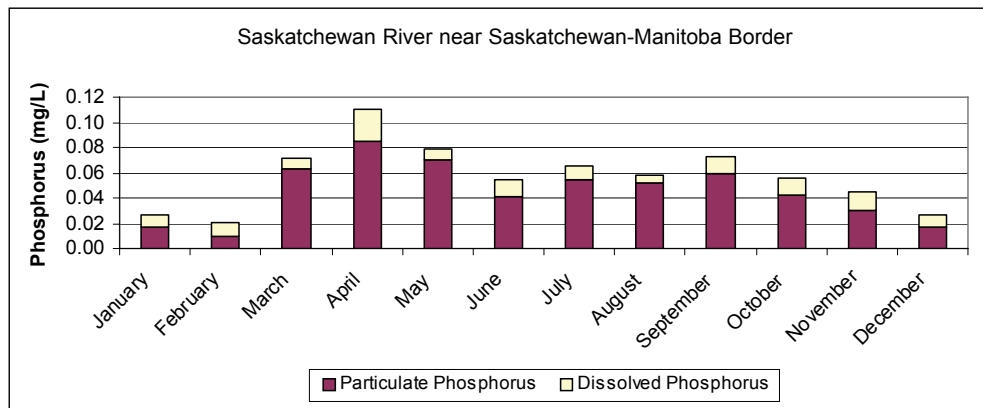 Saskatchewan River near Saskatchewan-Manitoba Border
Phosphorus (mg/L)
0.12
0.10
0.08
0.06
0.04
0.02
0.00
January
February
March
April
May
June
July
August
September
October
November
December
Particulate Phosphorus
Dissolved Phosphorus